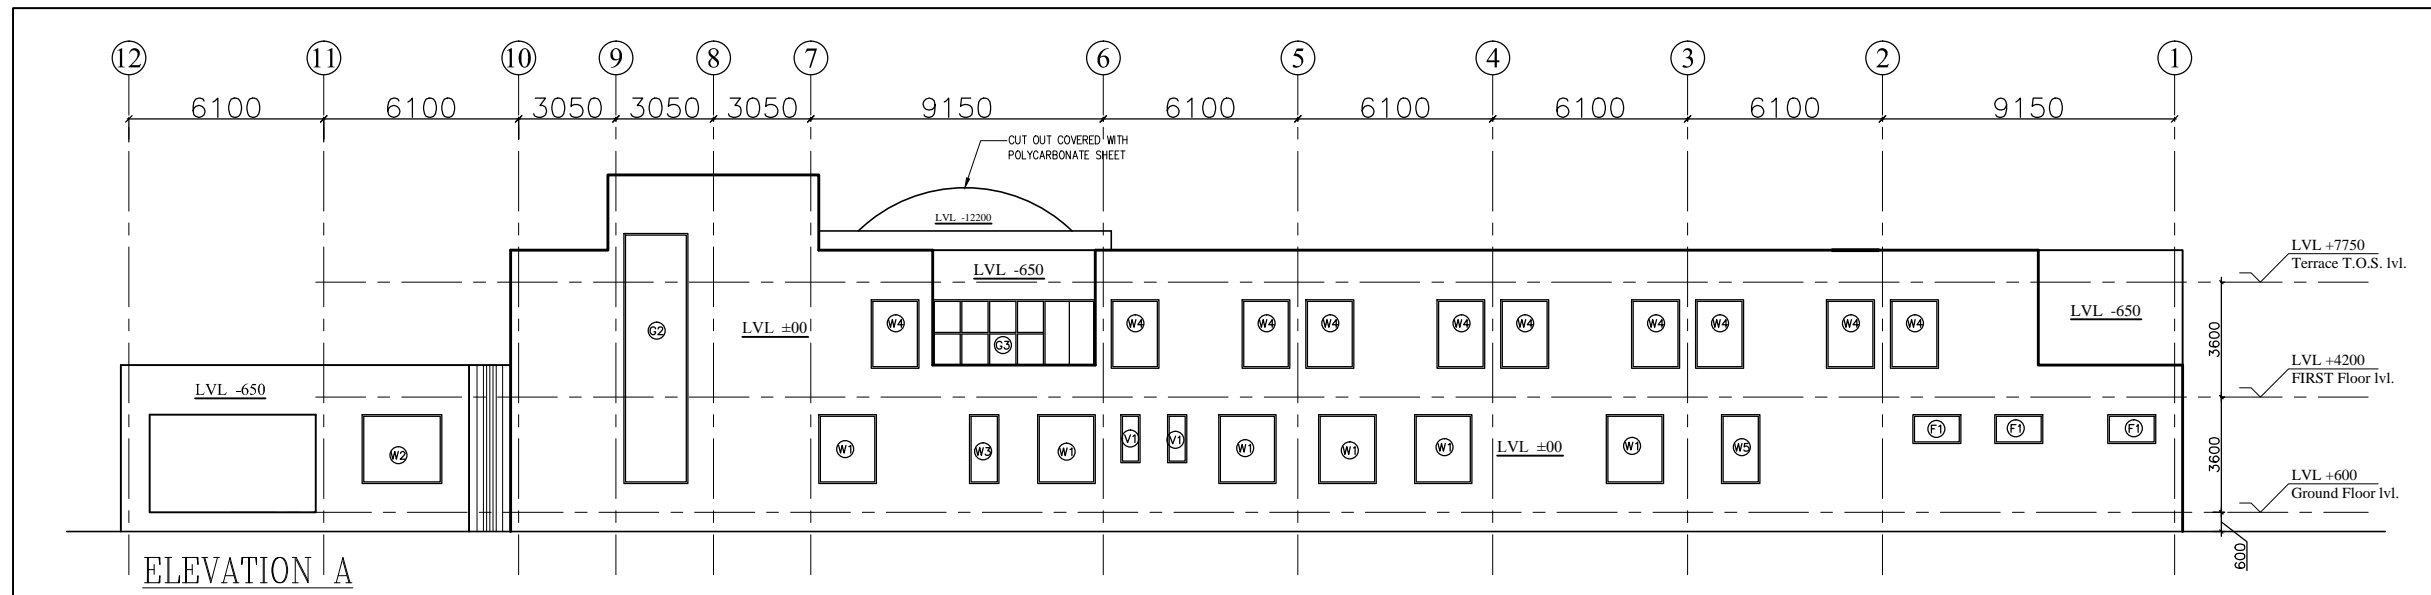 12 11 10 9 8 7 6 5 4 3 2 1
6100 6100 3050 3050 3050 9150 6100 6100 6100 6100 9150
CUT OUT COVERED WITH
POLYCARBONATE SHEET
LVL -12200
LVL +7750
Terrace T.O.S. lvl.
LVL -650
LVL -650
G2
LVL ±00
W4 W4 W4 W4 W4 W4 W4 W4 W4 W4
G3
3600
LVL +4200
FIRST Floor lvl.
LVL -650
W2
W1 W3 W1 V1 V1 W1 W1 W1 LVL ±00 W1 W5 F1 F1 F1
3600
LVL +600
Ground Floor lvl.
600
ELEVATION A